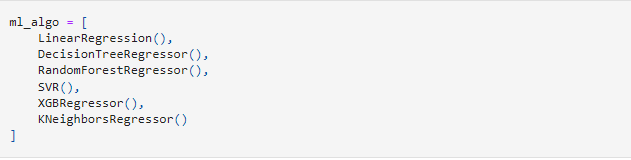 ml_algo = [
    LinearRegression(),
    DecisionTreeRegressor(),
    RandomForestRegressor(),
    SVR(),
    XGBRegressor(),
    KNeighborsRegressor()
]